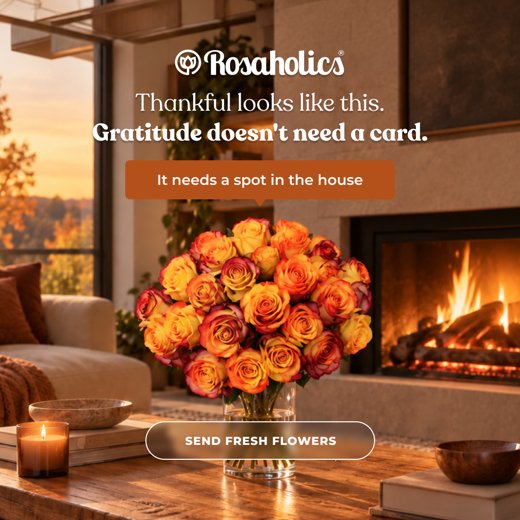 Rosaholics®
Thankful looks like this.
Gratitude doesn't need a card.
It needs a spot in the house
SEND FRESH FLOWERS